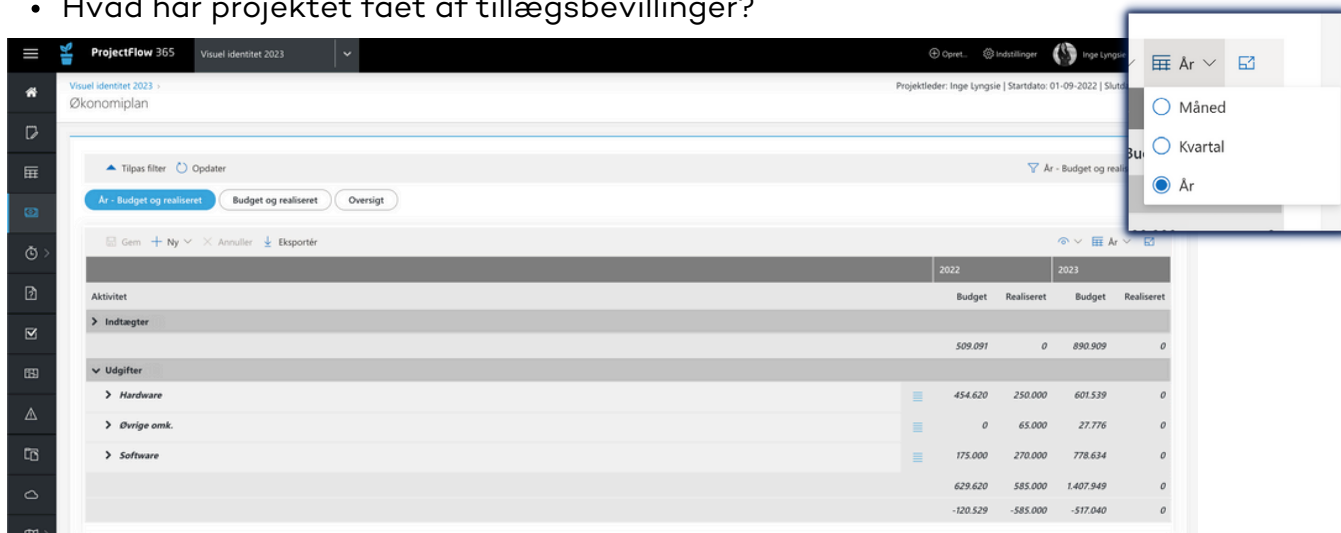 • Hvad har projektet fået af tillægsbevillinger?
ProjectFlow 365 Visuel identitet 2023 Opret.. Indstillinger Inge Lyngsie
Visuel identitet 2023 ›
Økonomiplan
Projektleder: Inge Lyngsie | Startdato: 01-09-2022 |
Tilpas filter Opdater År - Budget og
År - Budget og realiseret Budget og realiseret Oversigt
Gem Ny Annuller Eksportér År
2022 2023
Aktivitet Budget Realiseret Budget Realiseret
Indtægter
509.091 0 890.909 0
Udgifter
Hardware 454.620 250.000 601.539 0
Øvrige omk. 0 65.000 27.776 0
Software 175.000 270.000 778.634 0
629.620 585.000 1.407.949 0
-120.529 -585.000 -517.040 0
År
Måned
Kvartal
År